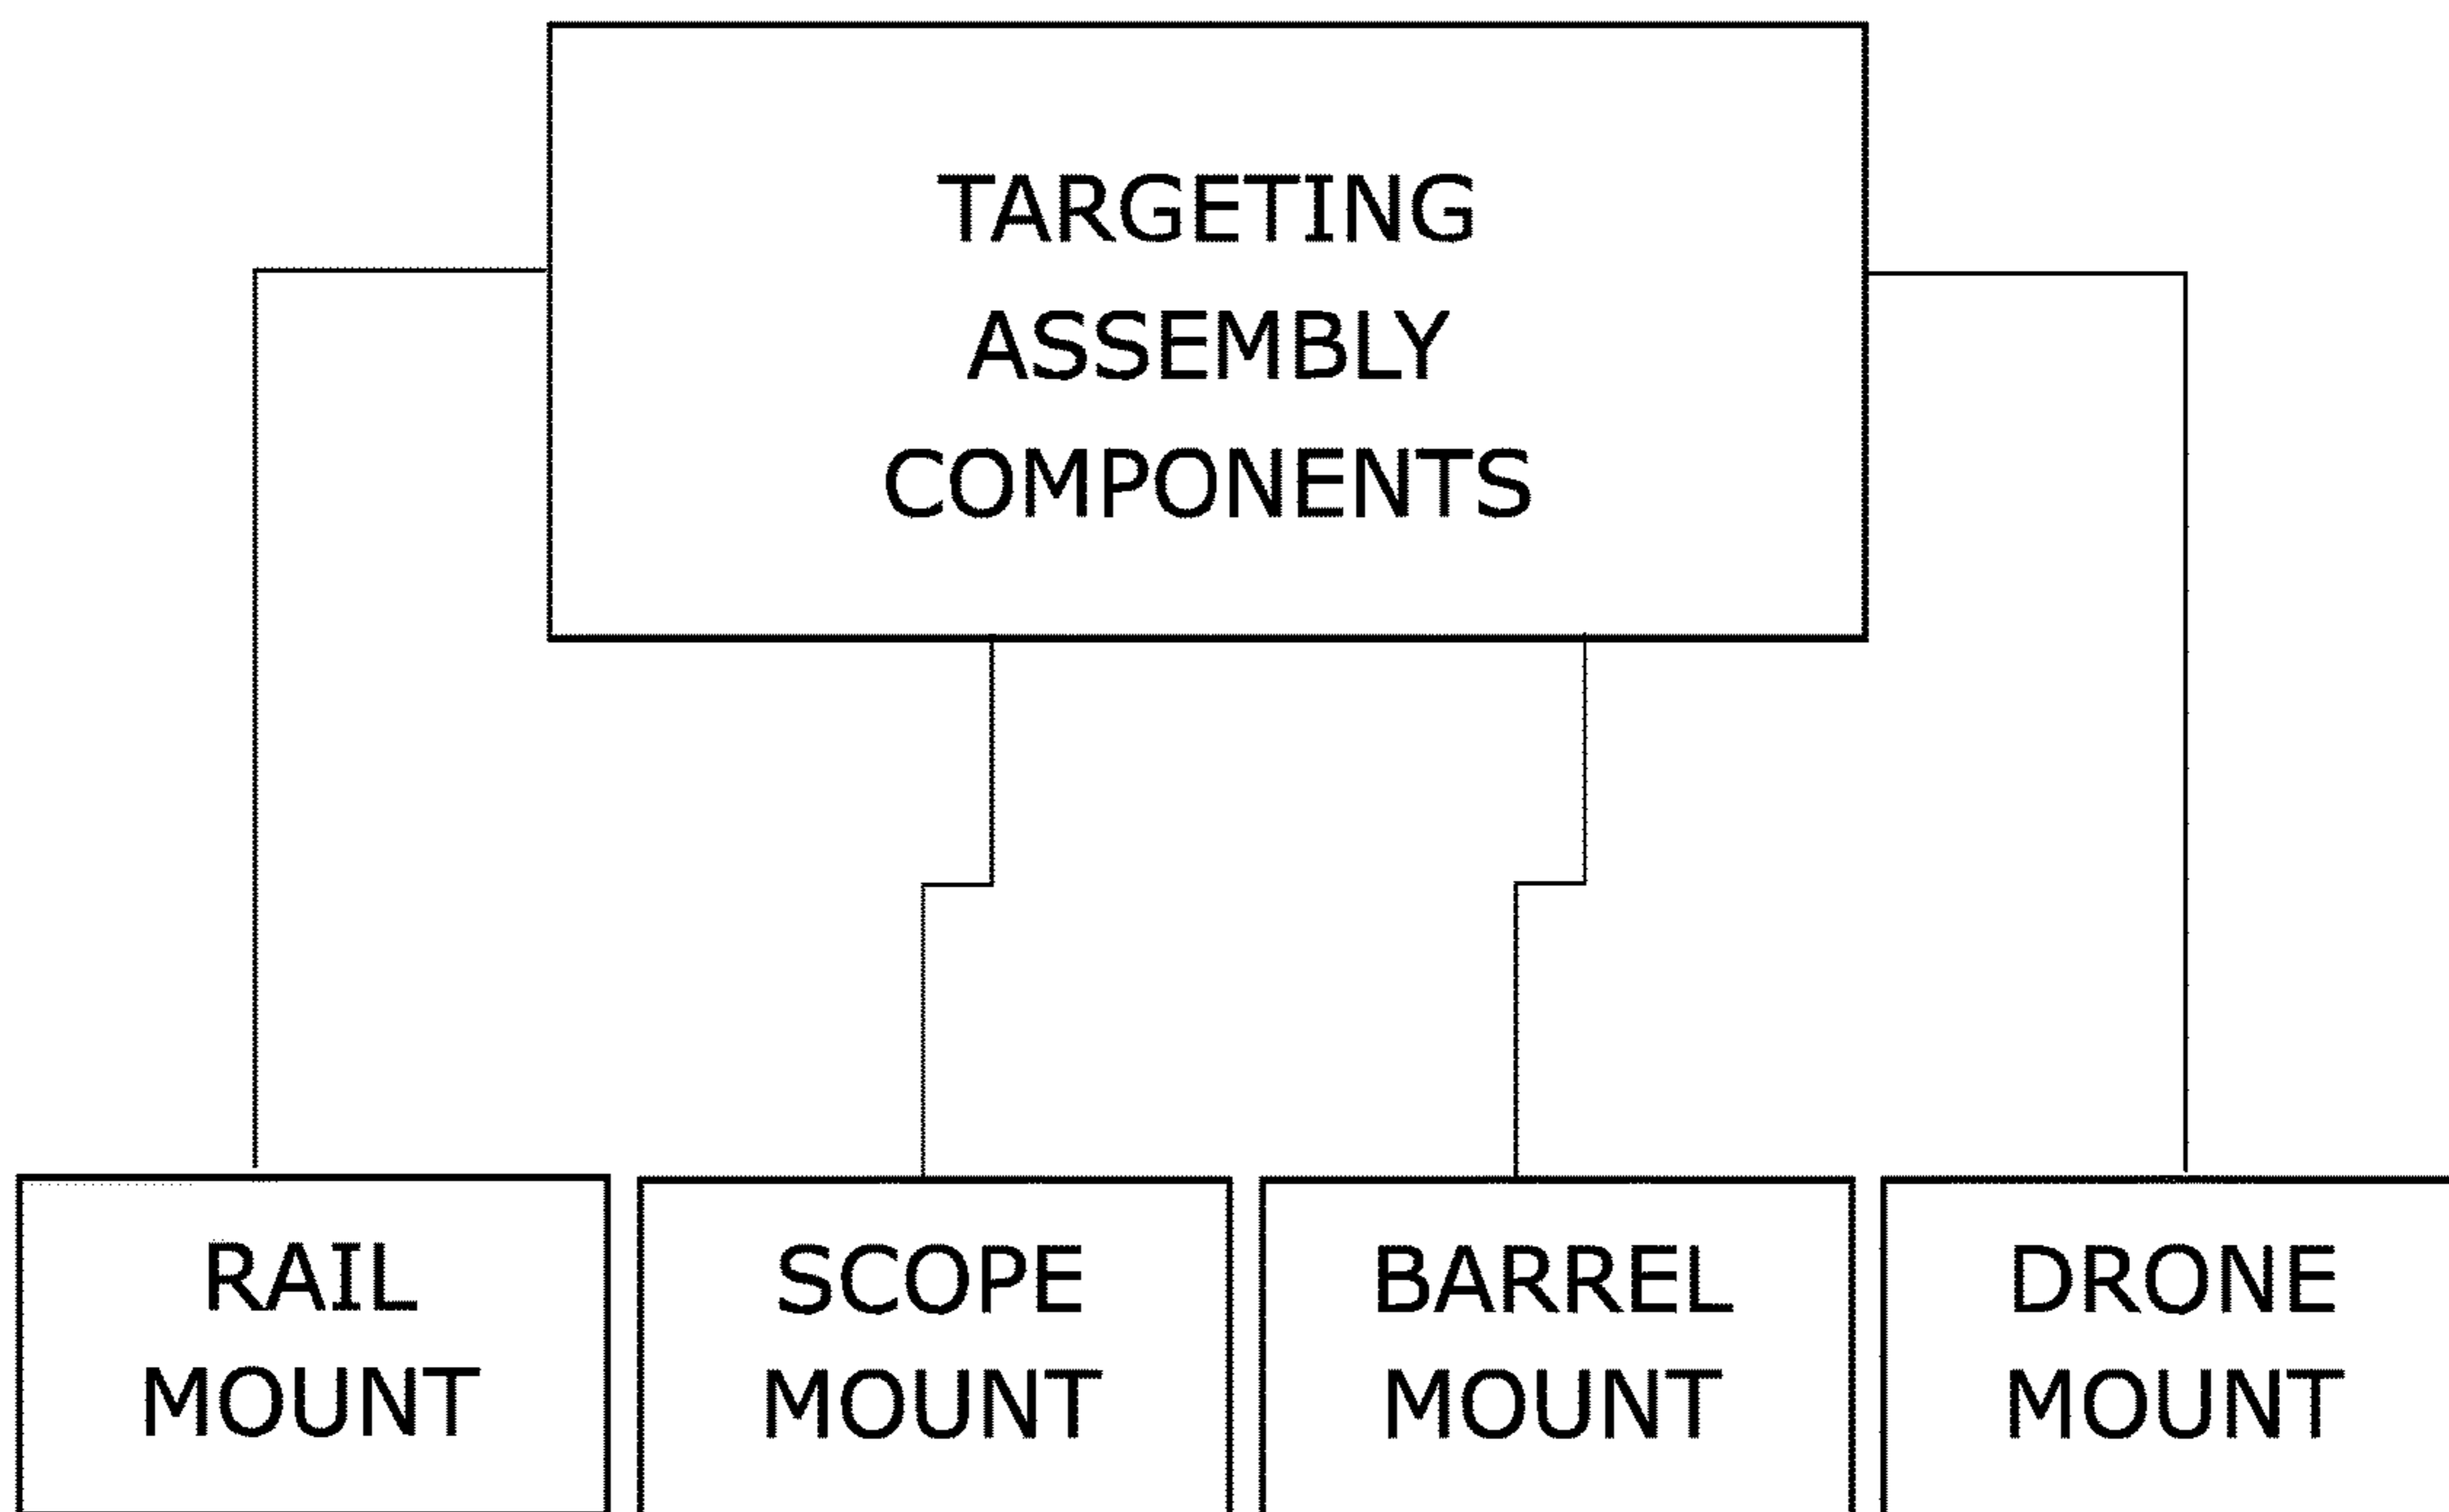 TARGETING
ASSEMBLY
COMPONENTS
RAIL
MOUNT
SCOPE
MOUNT
BARREL
MOUNT
DRONE
MOUNT